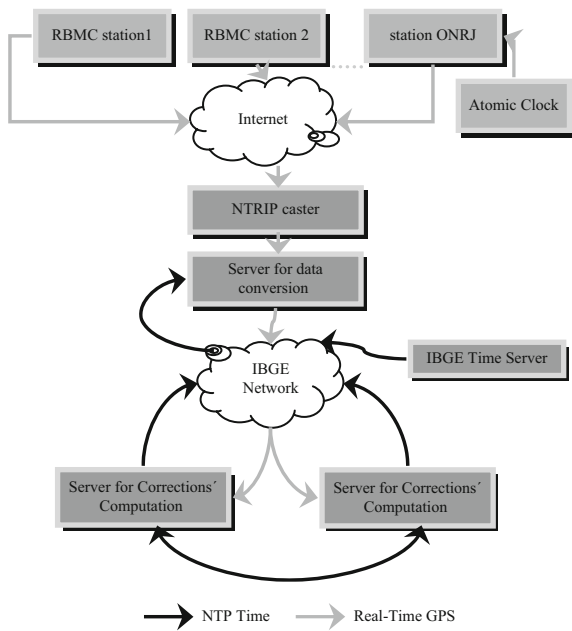 RBMC station1
RBMC station 2
station ONRJ
Atomic Clock
Internet
NTRIP caster
Server for data
conversion
IBGE
Network
IBGE Time Server
Server for Corrections´
Computation
Server for Corrections´
Computation
NTP Time
Real-Time GPS